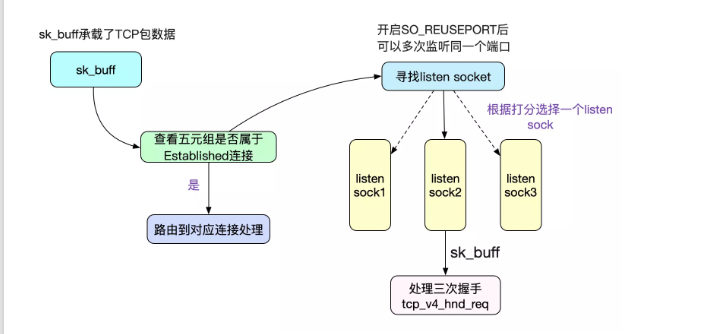 sk_buff承载了TCP包数据
sk_buff
开启SO_REUSEPORT后
可以多次监听同一个端口
寻找listen socket
根据打分选择一个listen
sock
查看五元组是否属于
Established连接
是
路由到对应连接处理
listen
sock1
listen
sock2
listen
sock3
sk_buff
处理三次握手
tcp_v4_hnd_req